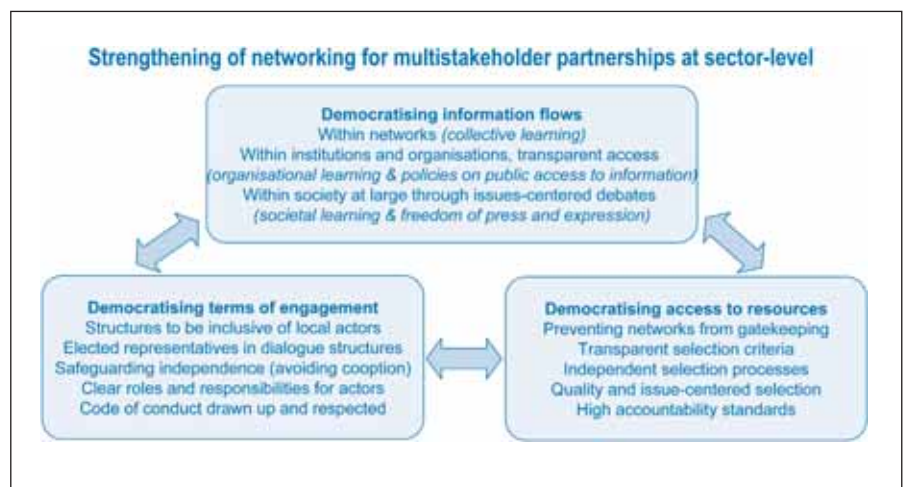 Strengthening of networking for multistakeholder partnerships at sector-level
Democratising information flows
Within networks (collective learning)
Within institutions and organisations, transparent access
(organisational learning & policies on public access to information)
Within society at large through issues-centered debates
(societal learning & freedom of press and expression)
Democratising terms of engagement
Structures to be inclusive of local actors
Elected representatives in dialogue structures
Safeguarding independence (avoiding cooption)
Clear roles and responsibilities for actors
Code of conduct drawn up and respected
Democratising access to resources
Preventing networks from gatekeeping
Transparent selection criteria
Independent selection processes
Quality and issue-centered selection
High accountability standards